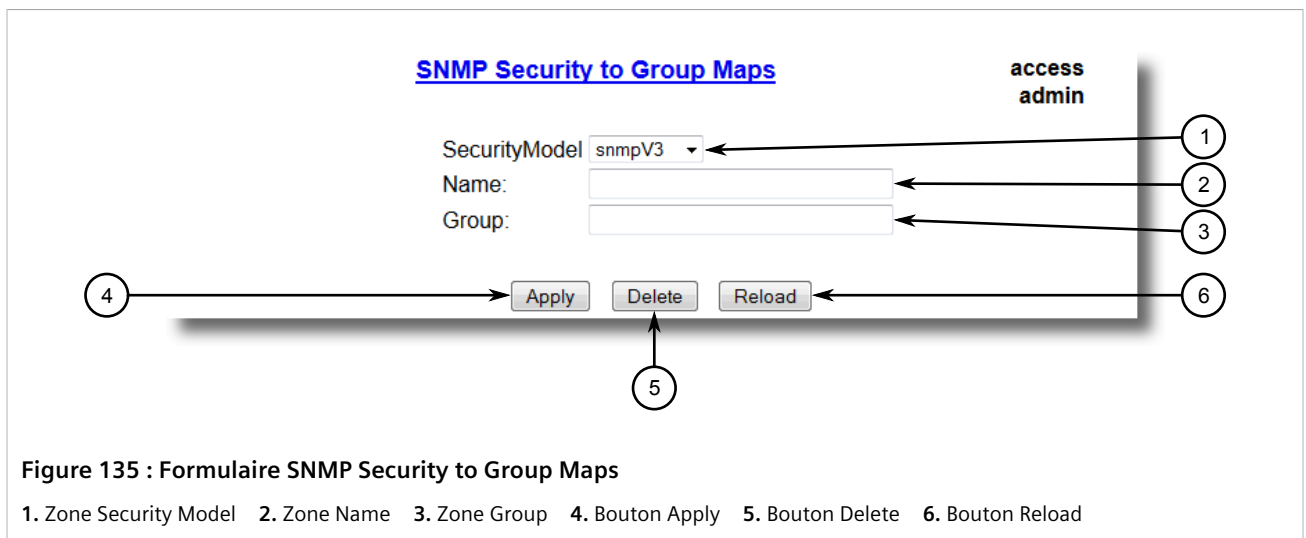 SNMP Security to Group Maps
access
admin
SecurityModel snmpV3
1
Name:
2
Group:
3
4
Apply Delete Reload
6
5
Figure 135 : Formulaire SNMP Security to Group Maps
1. Zone Security Model 2. Zone Name 3. Zone Group 4. Bouton Apply 5. Bouton Delete 6. Bouton Reload